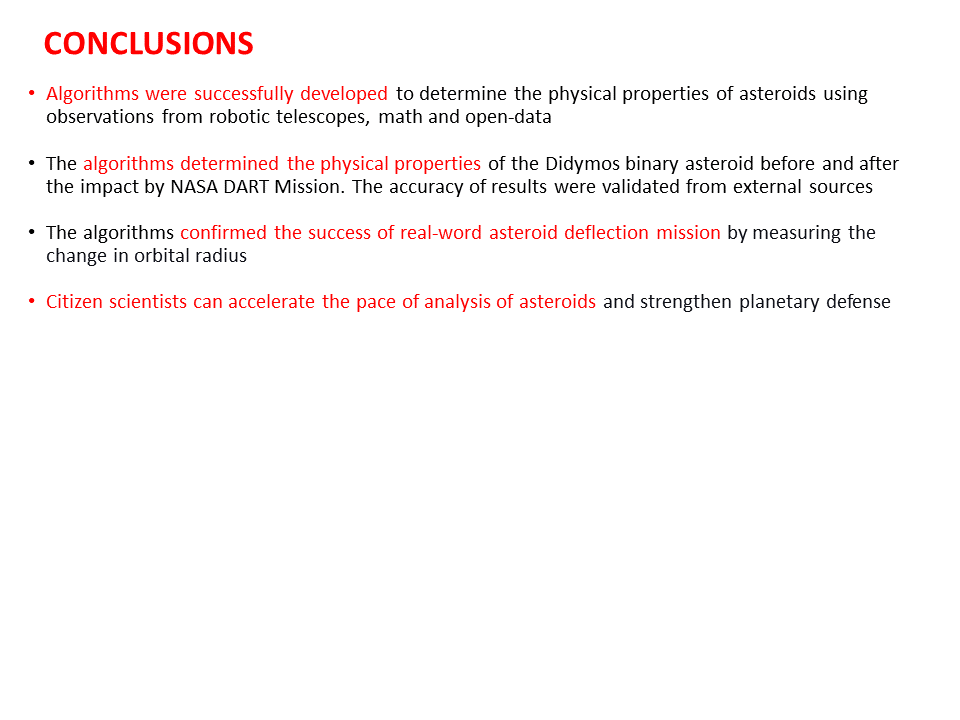 CONCLUSIONS
• Algorithms were successfully developed to determine the physical properties of asteroids using
observations from robotic telescopes, math and open-data
• The algorithms determined the physical properties of the Didymos binary asteroid before and after
the impact by NASA DART Mission. The accuracy of results were validated from external sources
• The algorithms confirmed the success of real-word asteroid deflection mission by measuring the
change in orbital radius
• Citizen scientists can accelerate the pace of analysis of asteroids and strengthen planetary defense